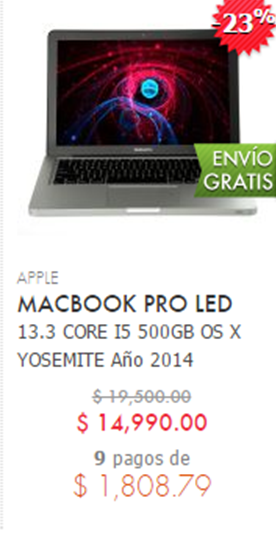 -23%
ENVÍO
GRATIS
APPLE
MACBOOK PRO LED
13.3 CORE I5 500GB OS X
YOSEMITE Año 2014
$ 19,500.00
$ 14,990.00
9 pagos de
$ 1,808.79